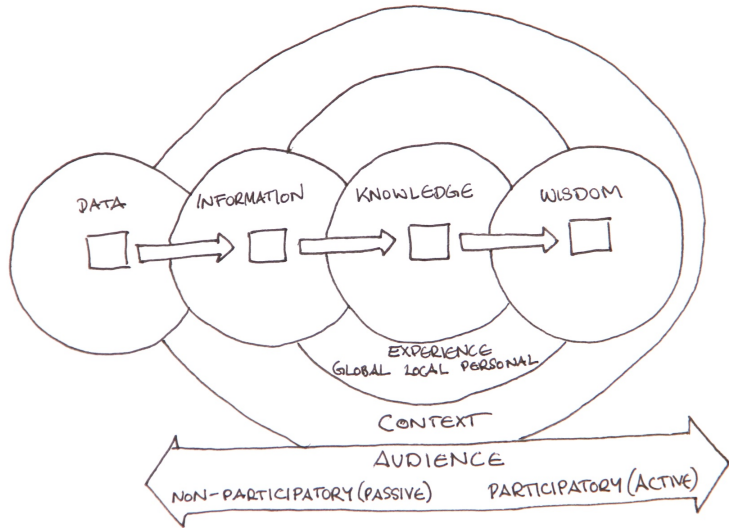 DATA
INFORMATION
KNOWLEDGE
WISDOM
EXPERIENCE
GLOBAL LOCAL PERSONAL
CONTEXT
AUDIENCE
NON-PARTICIPATORY (PASSIVE)
PARTICIPATORY (ACTIVE)